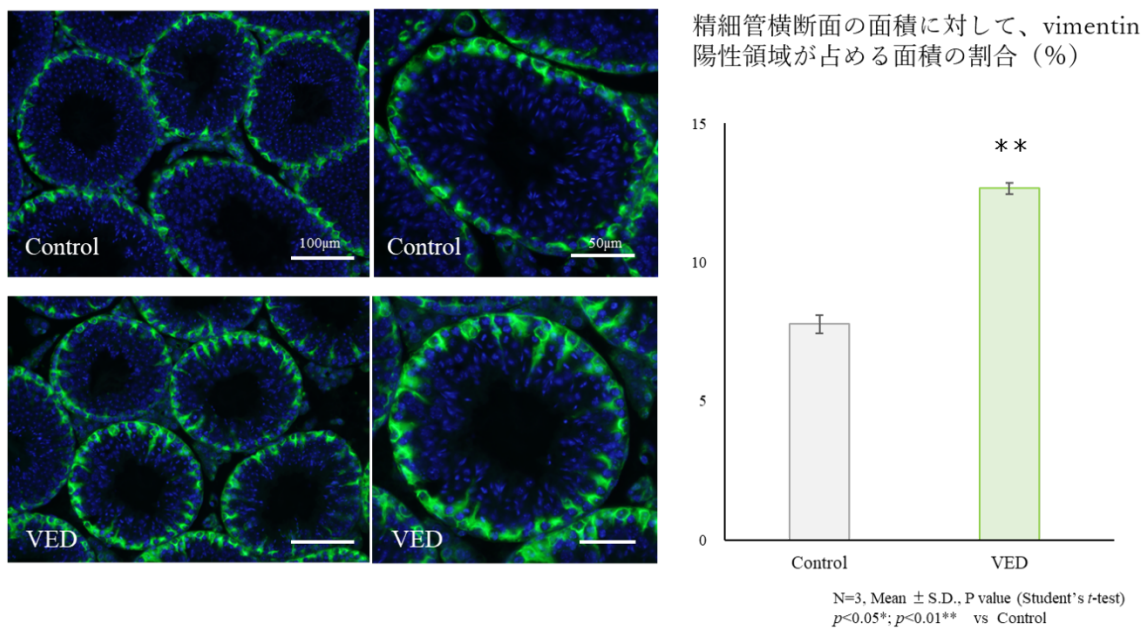 Control
100μm
Control
50μm
VED
VED
精細管横断面の面積に対して、vimentin
陽性領域が占める面積の割合（%）
15
**
10
5
0
Control
VED
N=3, Mean ± S.D., P value (Student's t-test)
p<0.05*; p<0.01** vs Control